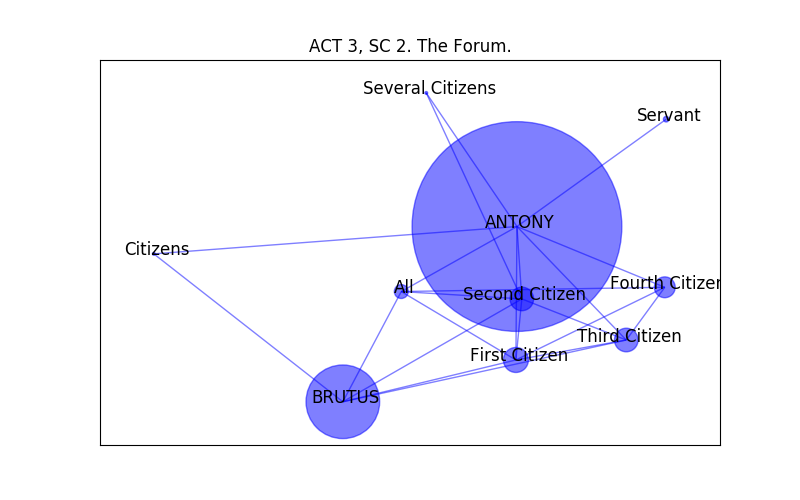 ACT 3, SC 2. The Forum.
Several Citizens
Servant
ANTONY
Citizens
All
Second Citizen
Fourth Citizen
Third Citizen
First Citizen
BRUTUS